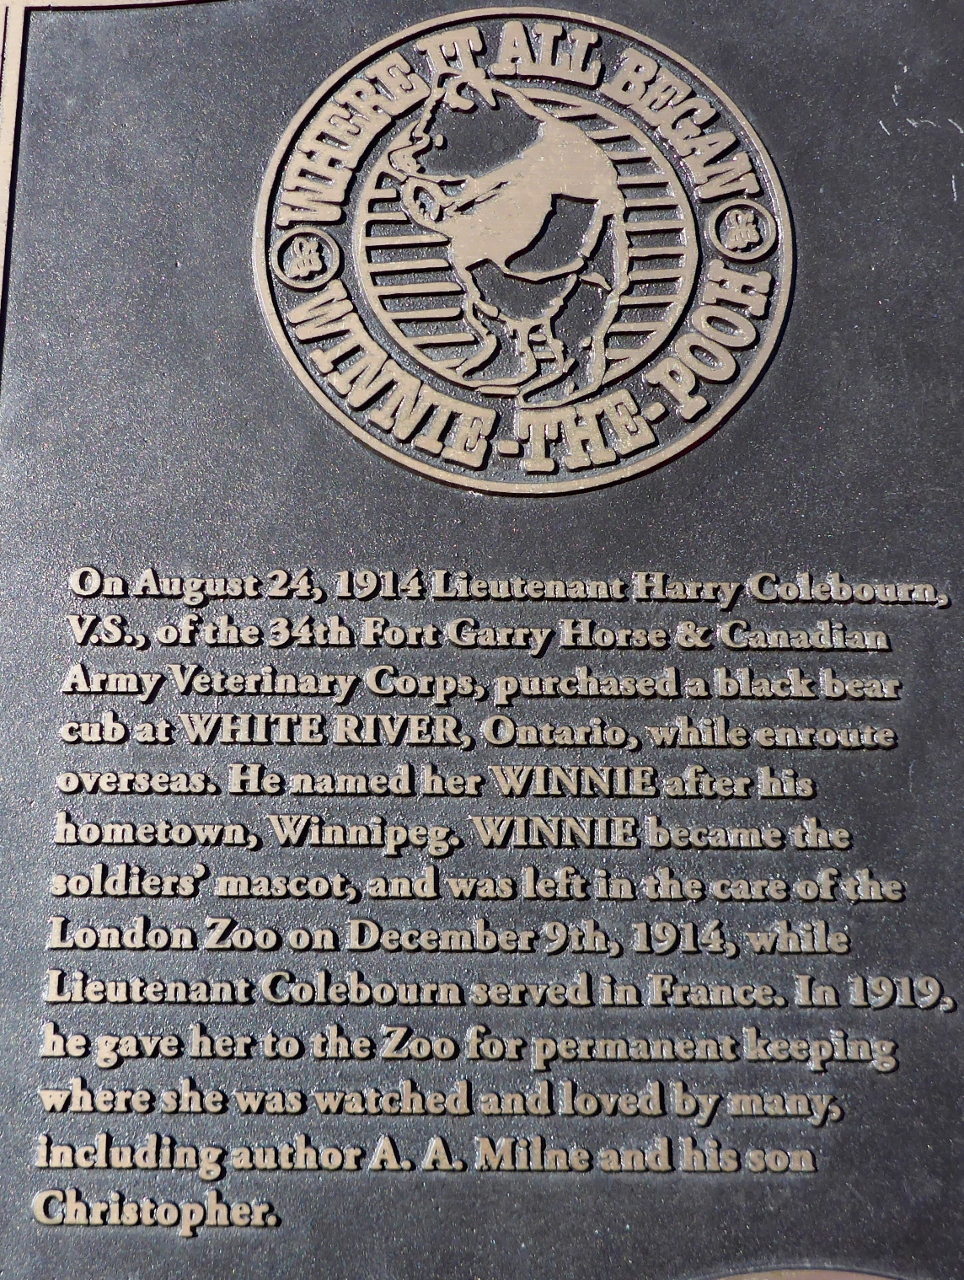 WHERE IT ALL BEGAN
WINNIE-THE-POOH
On August 24, 1914 Lieutenant Harry Colebourn,
V.S., of the 34th Fort Garry Horse & Canadian
Army Veterinary Corps, purchased a black bear
cub at WHITE RIVER, Ontario, while enroute
overseas. He named her WINNIE after his
hometown, Winnipeg. WINNIE became the
soldiers' mascot, and was left in the care of the
London Zoo on December 9th, 1914, while
Lieutenant Colebourn served in France. In 1919,
he gave her to the Zoo for permanent keeping
where she was watched and loved by many,
including author A. A. Milne and his son
Christopher.